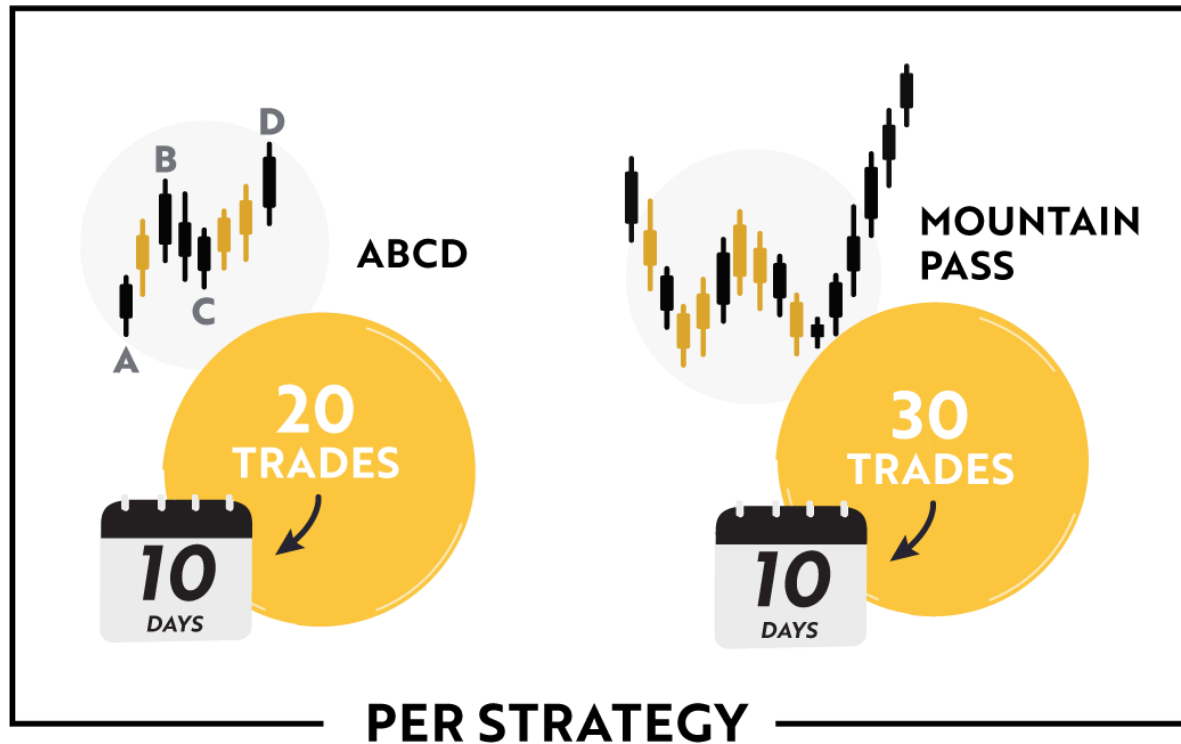 A
B
C
D
ABCD
20
TRADES
10
DAYS
MOUNTAIN
PASS
30
TRADES
10
DAYS
PER STRATEGY